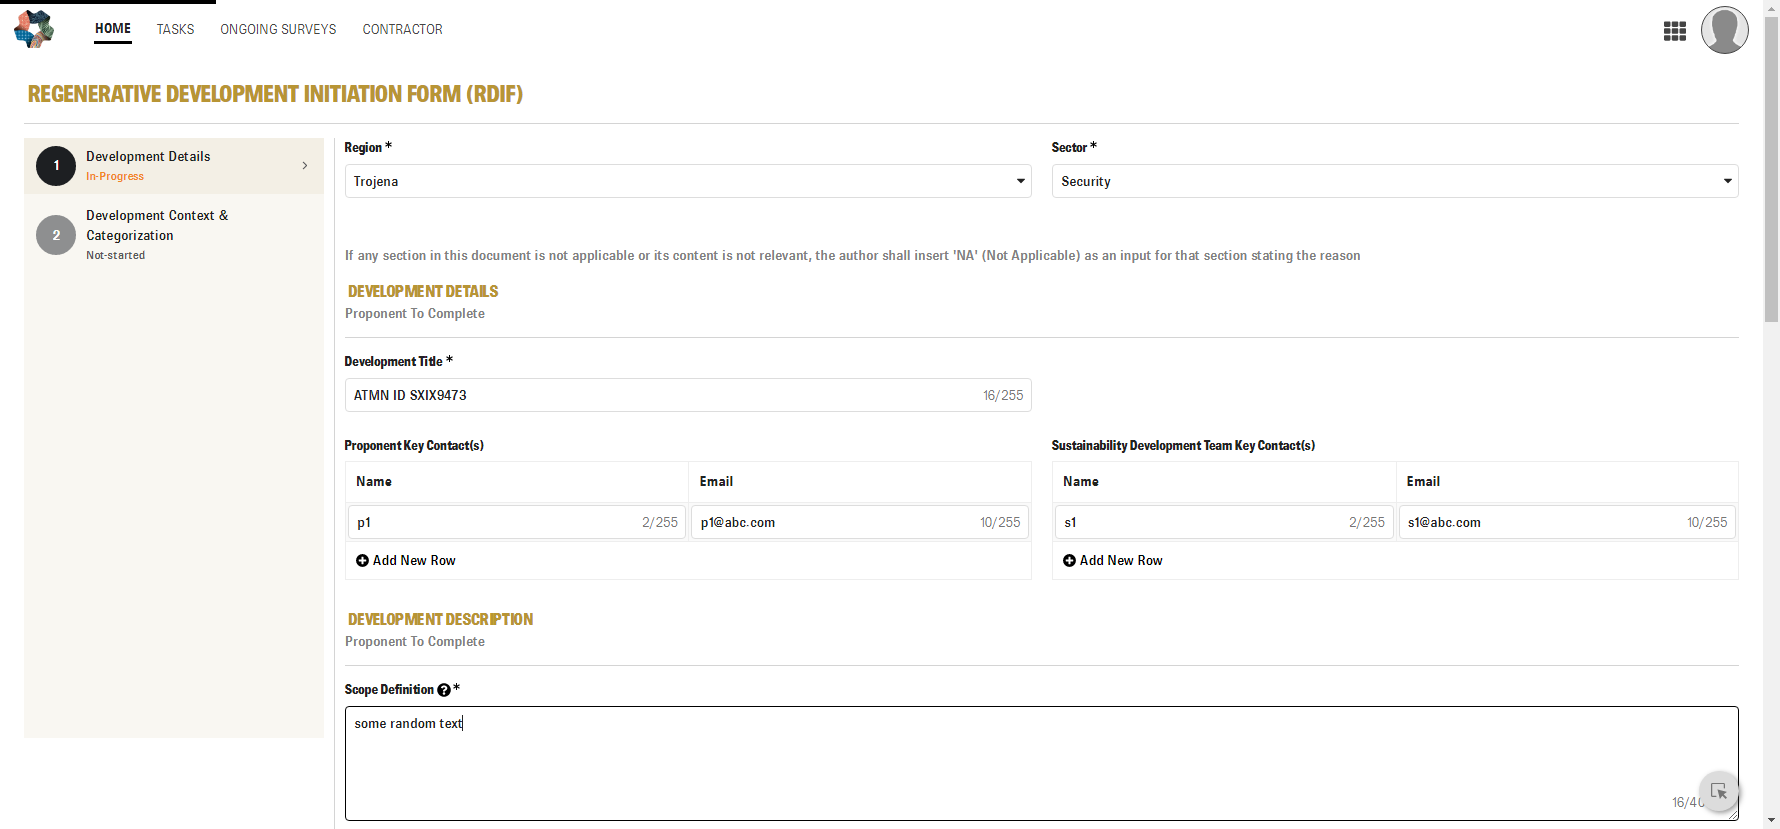 HOME TASKS ONGOING SURVEYS CONTRACTOR
REGENERATIVE DEVELOPMENT INITIATION FORM (RDIF)
1 Development Details
In-Progress
2 Development Context &
Categorization
Not-started
Region * Sector *
Trojena Security
If any section in this document is not applicable or its content is not relevant, the author shall insert 'NA' (Not Applicable) as an input for that section stating the reason
DEVELOPMENT DETAILS
Proponent To Complete
Development Title *
ATMN ID SXIX9473 16/255
Proponent Key Contact(s) Sustainability Development Team Key Contact(s)
Name Email Name Email
p1 2/255 p1@abc.com 10/255 s1 2/255 s1@abc.com 10/255
Add New Row Add New Row
DEVELOPMENT DESCRIPTION
Proponent To Complete
Scope Definition ? *
some random text